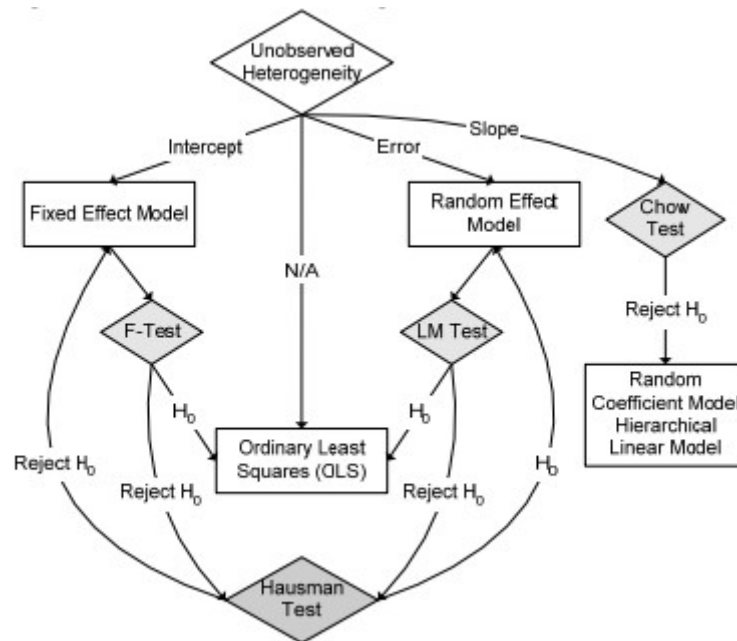 Unobserved
Heterogeneity
Intercept
Error
Slope
Fixed Effect Model
Random Effect
Model
Chow
Test
N/A
F-Test
LM Test
Reject H₀
H₀
H₀
Random
Coefficient Model
Hierarchical
Linear Model
Ordinary Least
Squares (OLS)
Reject H₀
Reject H₀
Reject H₀
H₀
Hausman
Test